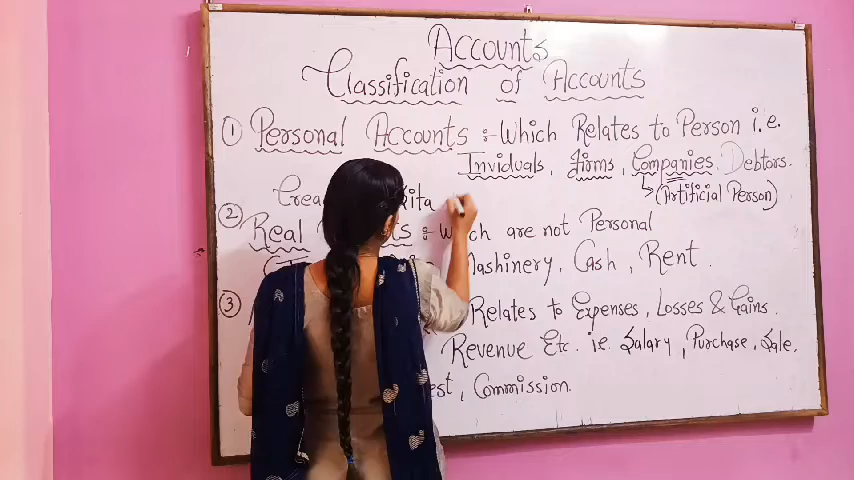 Accounts
Classification of Accounts
① Personal Accounts :- Which Relates to Person i.e.
Inviduals, Firms, Companies. Debtors.
↳ (Artificial Person)
② Real :- which are not Personal
Mashinery, Cash, Rent.
③ Relates to Expenses, Losses & Gains.
Revenue Etc. i.e. Salary, Purchase, Sale.
Commission.